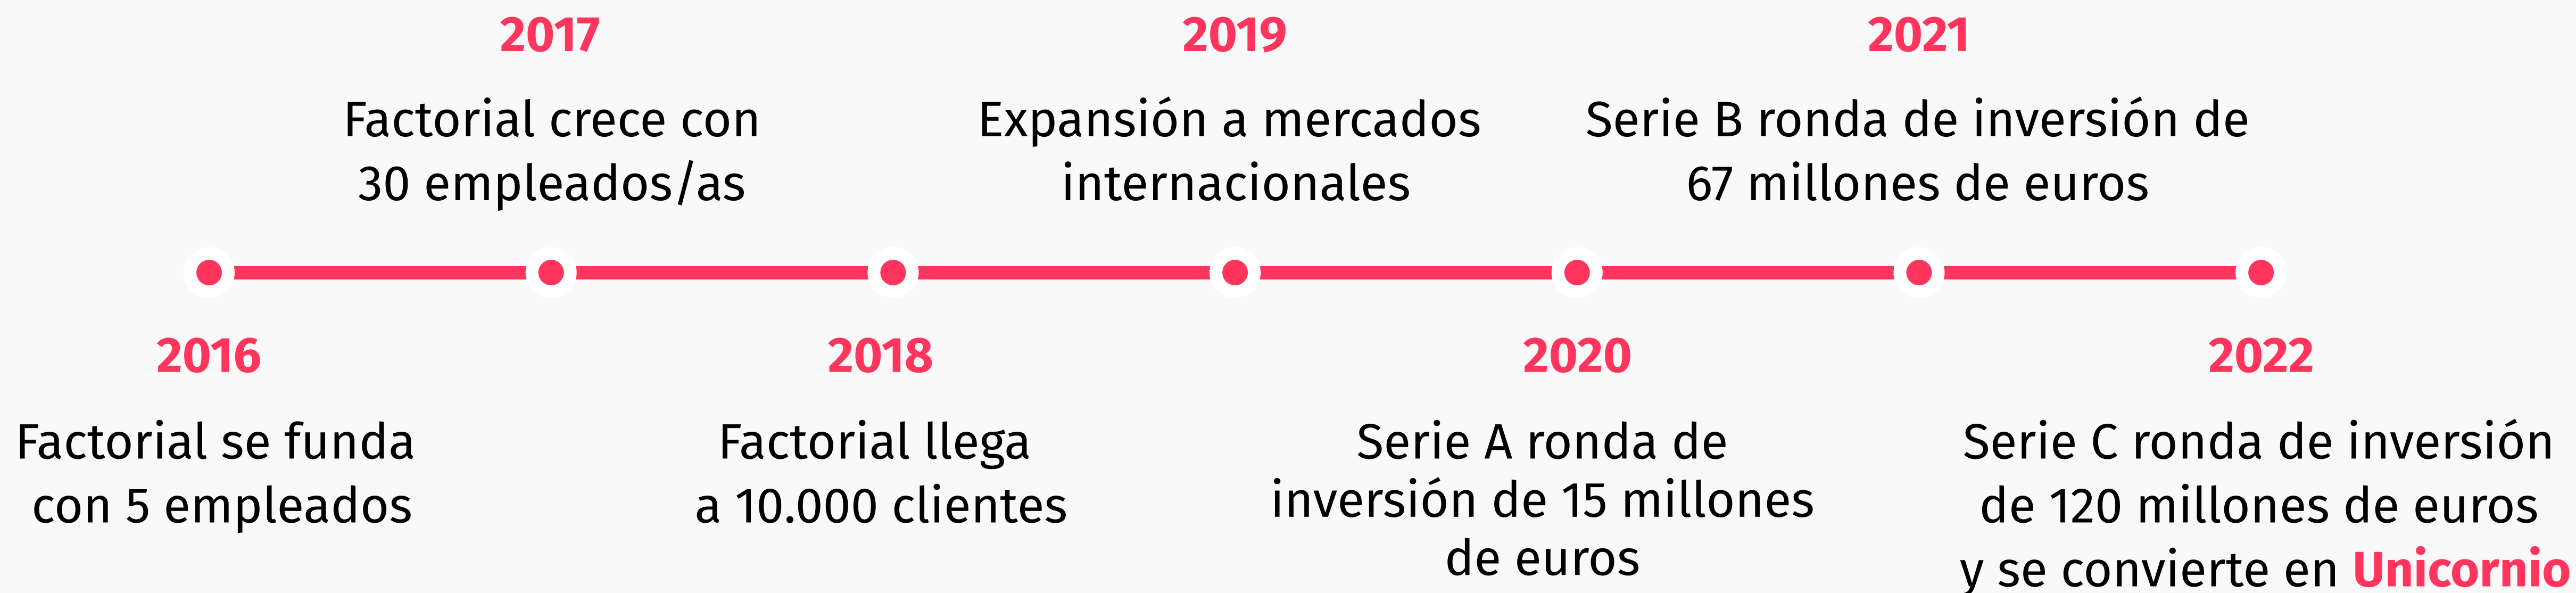 2017
Factorial crece con
30 empleados/as
2019
Expansión a mercados
internacionales
2021
Serie B ronda de inversión de
67 millones de euros
2016
Factorial se funda
con 5 empleados
2018
Factorial llega
a 10.000 clientes
2020
Serie A ronda de
inversión de 15 millones
de euros
2022
Serie C ronda de inversión
de 120 millones de euros
y se convierte en Unicornio